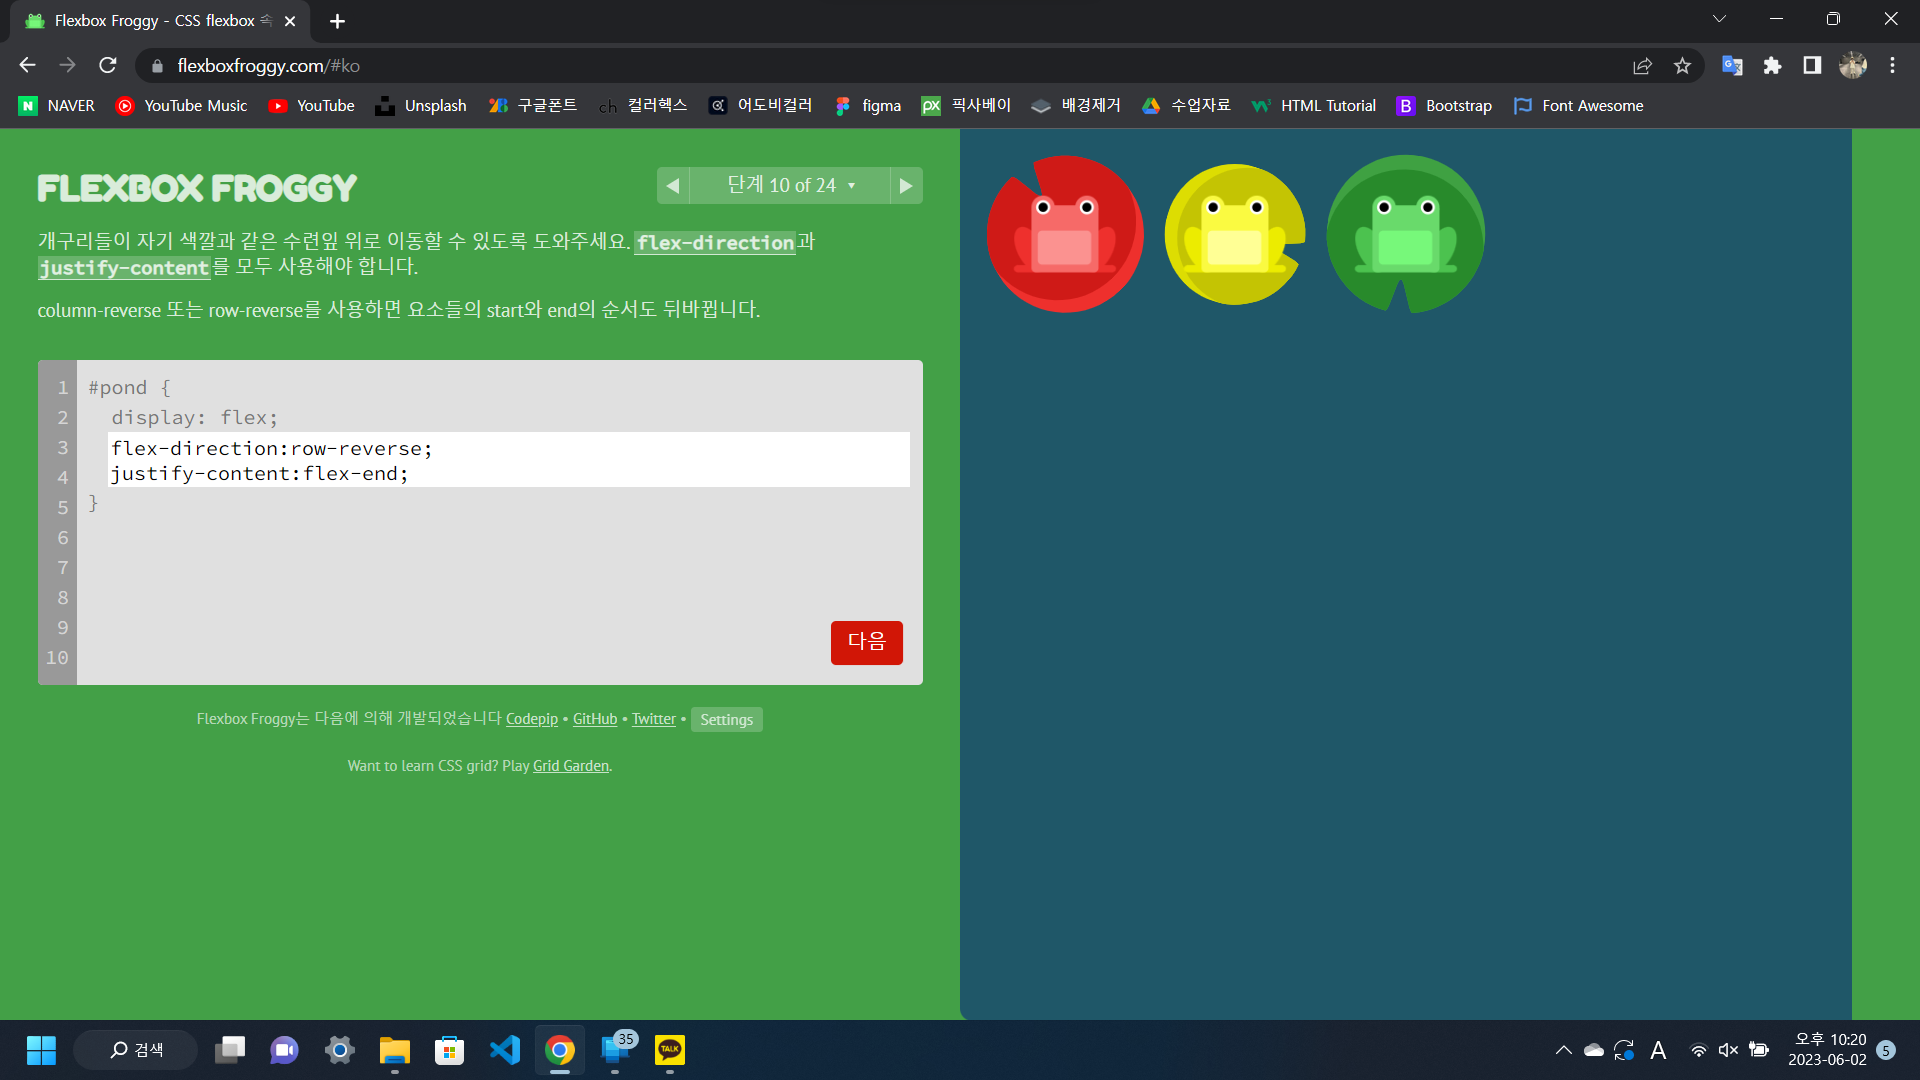 Flexbox Froggy - CSS flexbox 속
flexboxfroggy.com/#ko
NAVER YouTube Music YouTube Unsplash 구글폰트 ch 컬러헥스 어도비컬러 figma px 픽사베이 배경제거 수업자료 HTML Tutorial B Bootstrap Font Awesome
FLEXBOX FROGGY
단계 10 of 24
개구리들이 자기 색깔과 같은 수련잎 위로 이동할 수 있도록 도와주세요. flex-direction과
justify-content를 모두 사용해야 합니다.
column-reverse 또는 row-reverse를 사용하면 요소들의 start와 end의 순서도 뒤바뀝니다.
1 #pond {
2 display: flex;
3 flex-direction:row-reverse;
4 justify-content:flex-end;
5 }
6
7
8
9
10
다음
Flexbox Froggy는 다음에 의해 개발되었습니다 Codepip • GitHub • Twitter • Settings
Want to learn CSS grid? Play Grid Garden.
검색
35
TALK
A
오후 10:20
2023-06-02
5